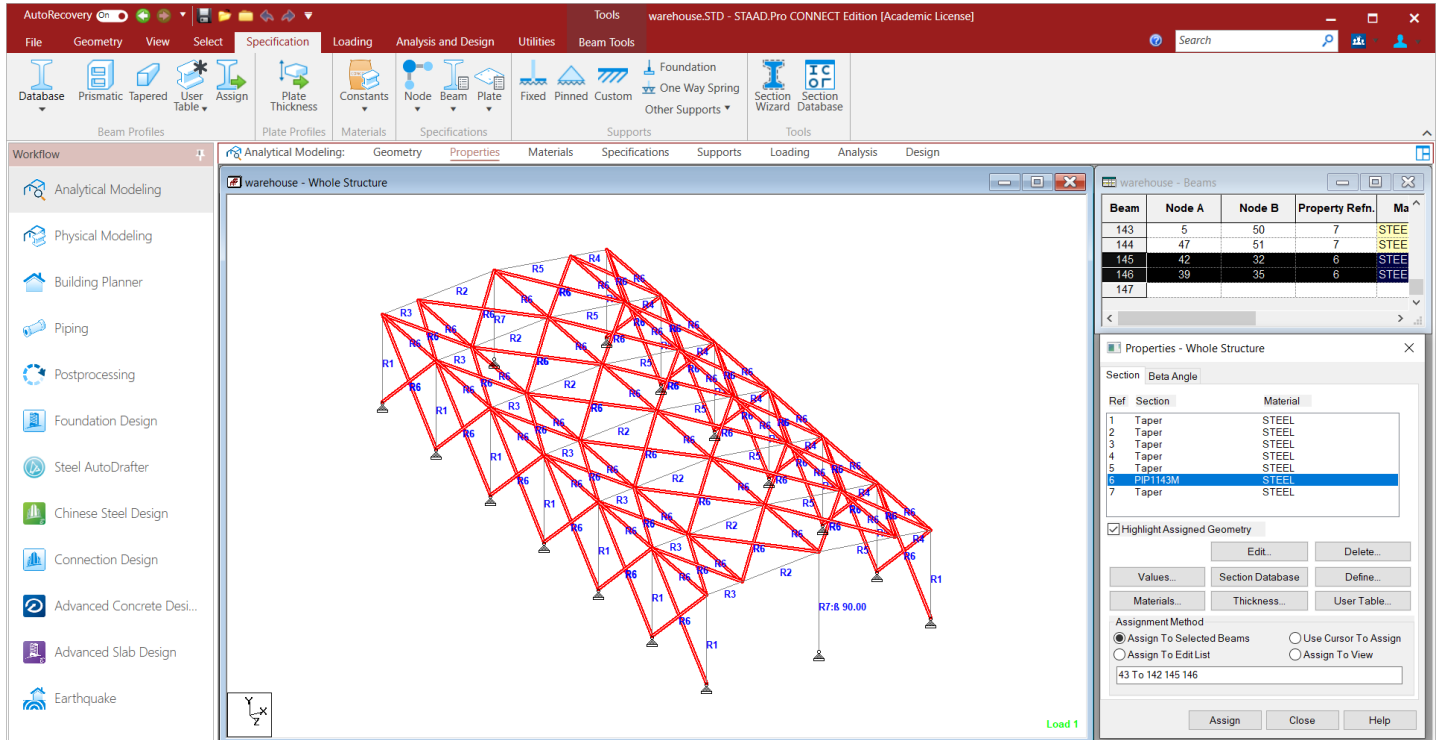 AutoRecovery On Tools warehouse.STD - STAAD.Pro CONNECT Edition [Academic License]
File Geometry View Select Specification Loading Analysis and Design Utilities Beam Tools Search
Database Prismatic Tapered User Table Assign Plate Thickness Constants Node Beam Plate Fixed Pinned Custom Foundation One Way Spring Other Supports Section Wizard Section Database
Beam Profiles Plate Profiles Materials Specifications Supports Tools
Workflow
Analytical Modeling: Geometry Properties Materials Specifications Supports Loading Analysis Design
Analytical Modeling
Physical Modeling
Building Planner
Piping
Postprocessing
Foundation Design
Steel AutoDrafter
Chinese Steel Design
Connection Design
Advanced Concrete Desi...
Advanced Slab Design
Earthquake
warehouse - Whole Structure
R4
R5
R2
R3
R1
R6
R7
R7:ß 90.00
Y
X
Z
Load 1
warehouse - Beams
Beam Node A Node B Property Refn. Ma
143 5 50 7 STEE
144 47 51 7 STEE
145 42 32 6 STEE
146 39 35 6 STEE
147
Properties - Whole Structure
Section Beta Angle
Ref Section Material
1 Taper STEEL
2 Taper STEEL
3 Taper STEEL
4 Taper STEEL
5 Taper STEEL
6 PIP1143M STEEL
7 Taper STEEL
Highlight Assigned Geometry
Edit... Delete...
Values... Section Database Define...
Materials... Thickness... User Table...
Assignment Method
Assign To Selected Beams Use Cursor To Assign
Assign To Edit List Assign To View
43 To 142 145 146
Assign Close Help